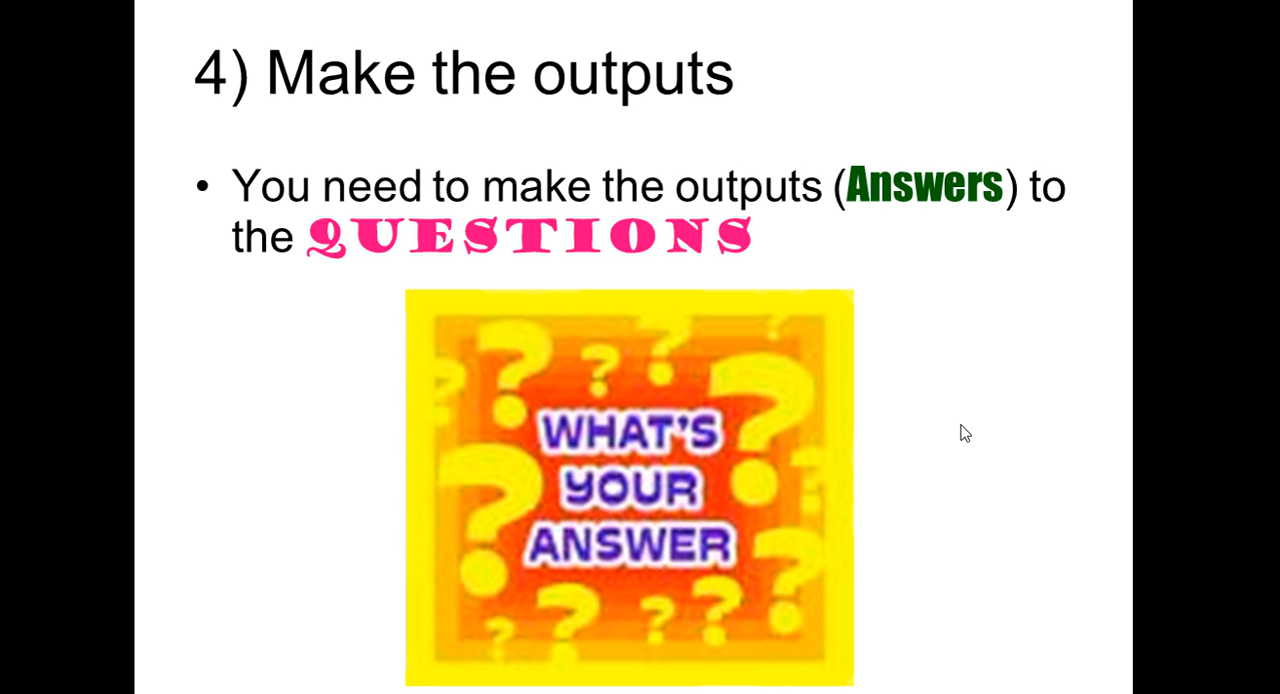 4) Make the outputs
• You need to make the outputs (Answers) to
the QUESTIONS
WHAT'S
YOUR
ANSWER